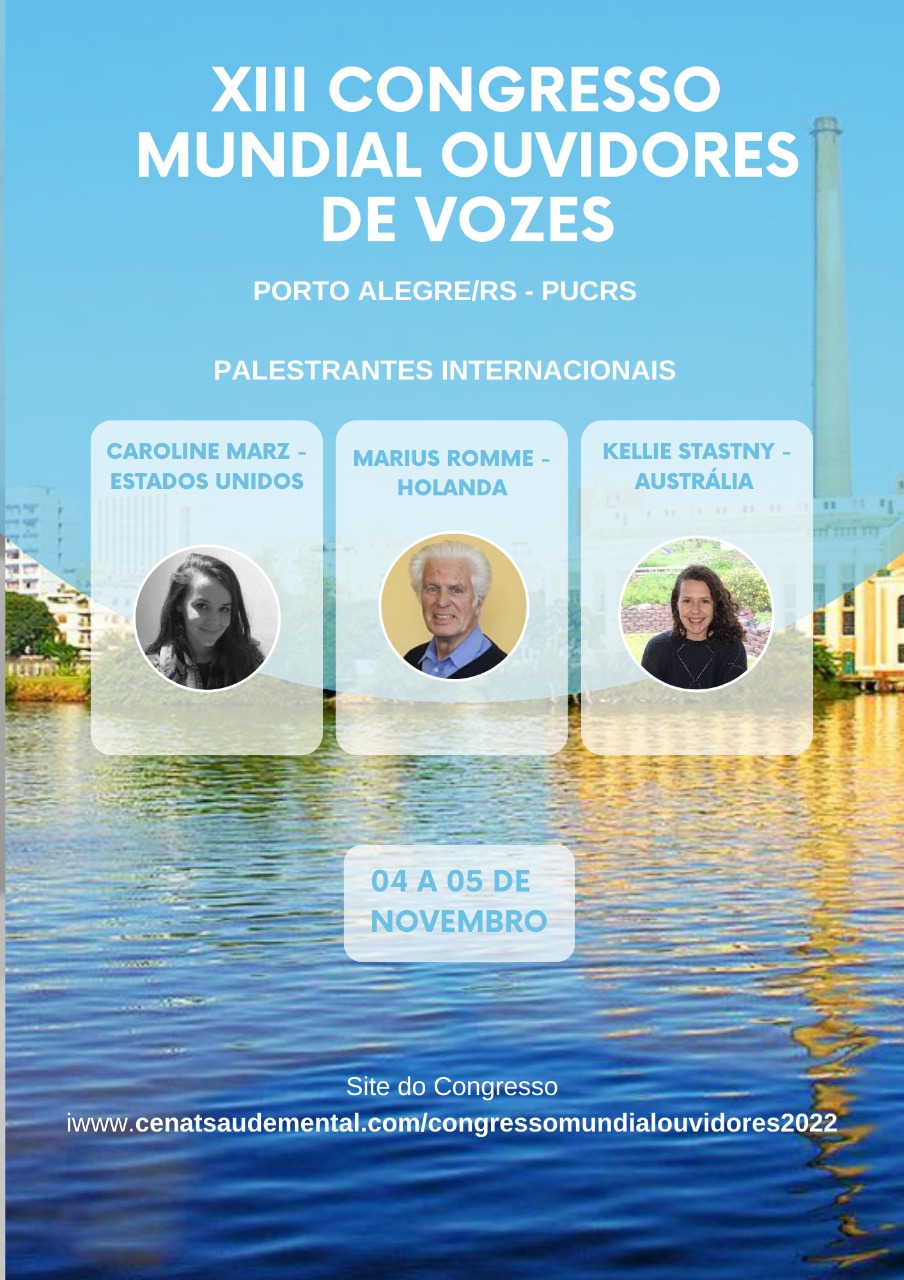 XIII CONGRESSO
MUNDIAL OUVIDORES
DE VOZES
PORTO ALEGRE/RS - PUCRS
PALESTRANTES INTERNACIONAIS
CAROLINE MARZ -
ESTADOS UNIDOS
MARIUS ROMME -
HOLANDA
KELLIE STASTNY -
AUSTRÁLIA
04 A 05 DE
NOVEMBRO
Site do Congresso
iwww.cenatsaudemental.com/congressomundialouvidores2022